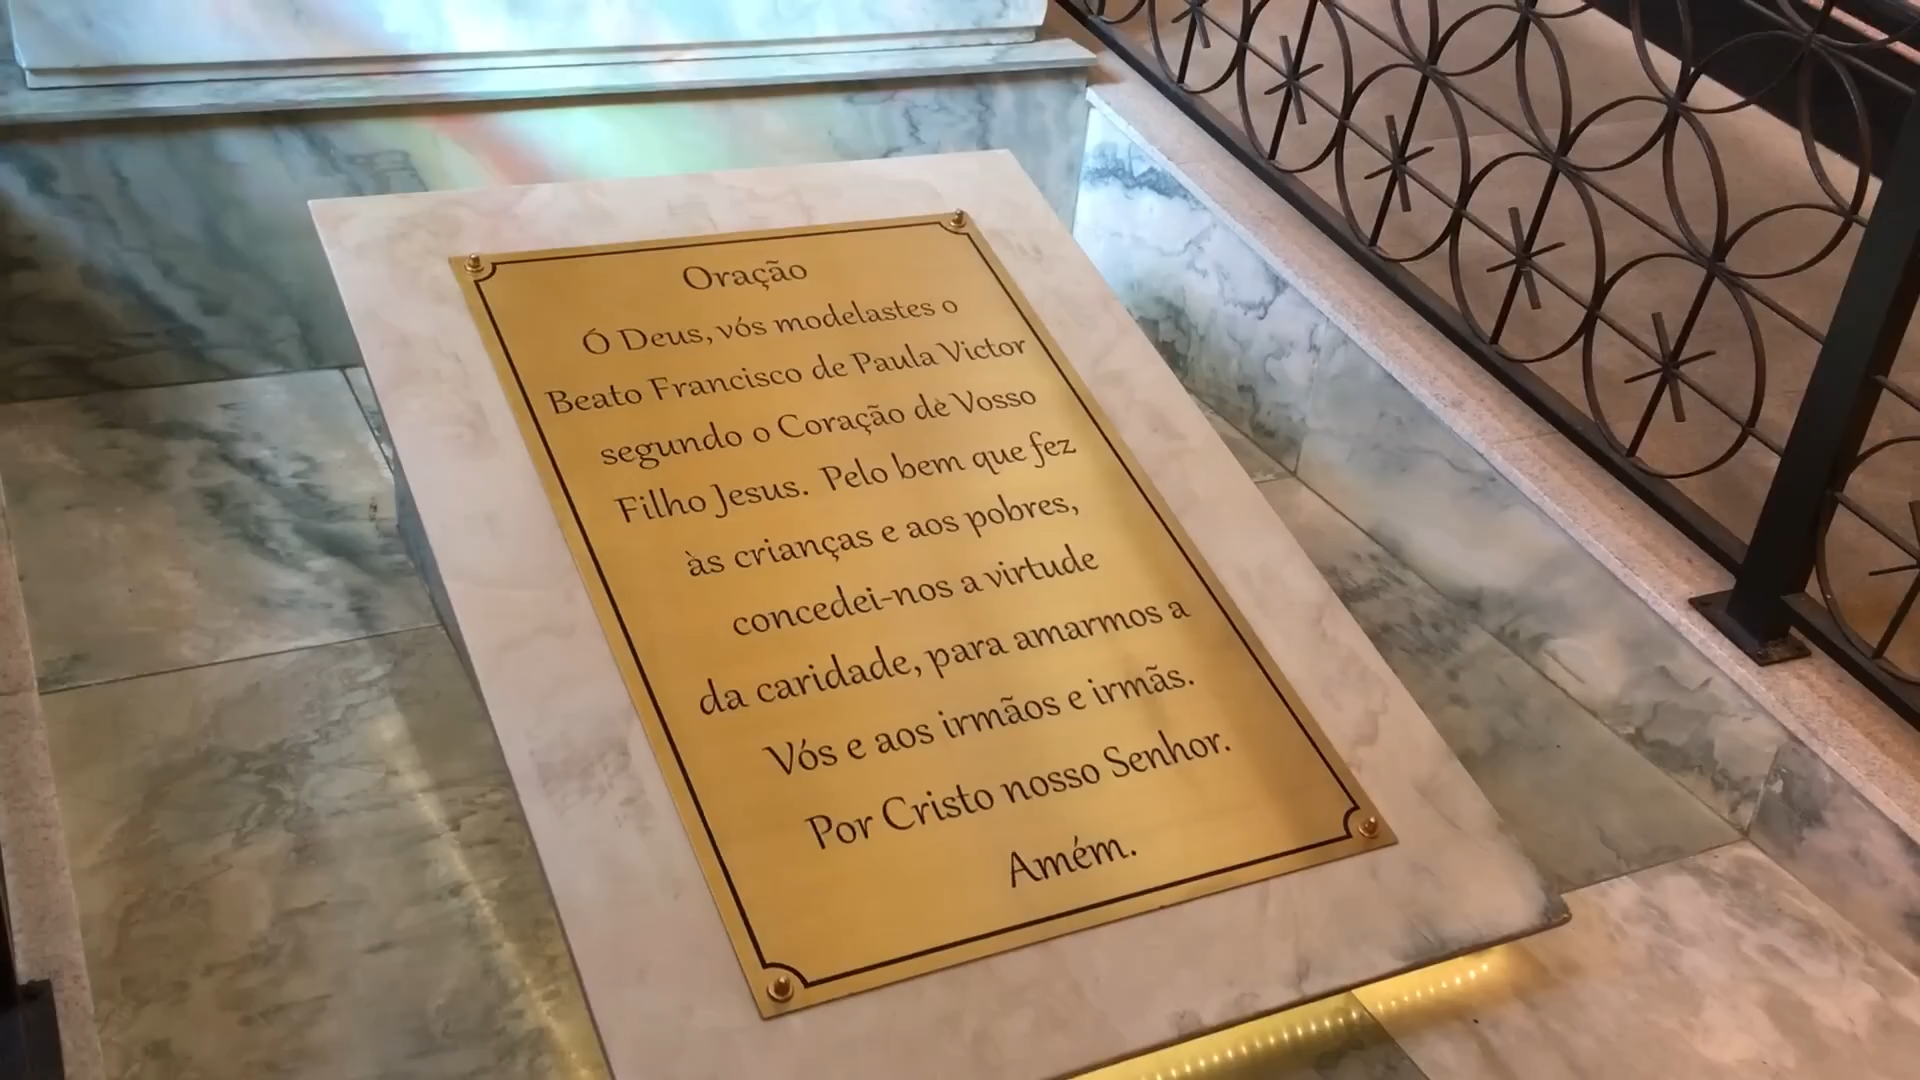 Oração
Ó Deus, vós modelastes o
Beato Francisco de Paula Victor
segundo o Coração de Vosso
Filho Jesus. Pelo bem que fez
às crianças e aos pobres,
concedei-nos a virtude
da caridade, para amarmos a
Vós e aos irmãos e irmãs.
Por Cristo nosso Senhor.
Amém.